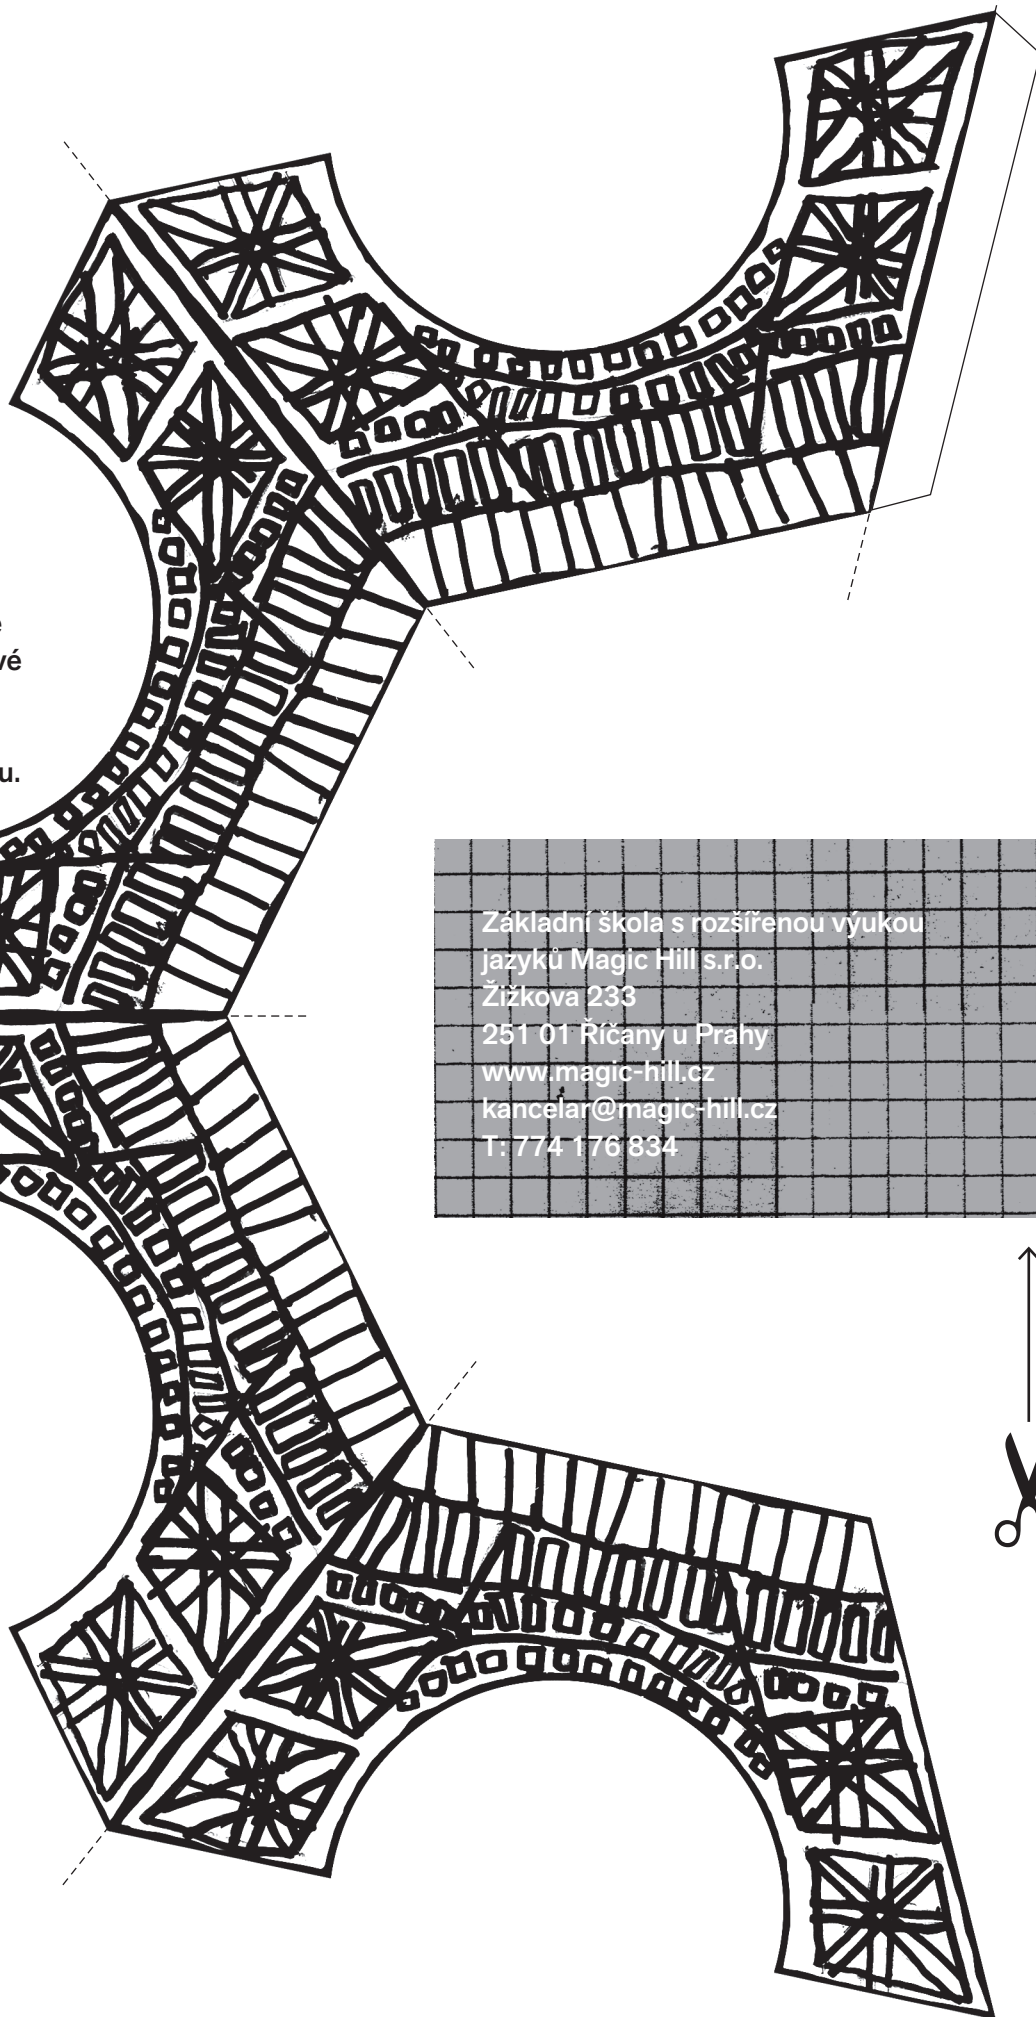 vé
u.
Základní škola s rozšířenou výukou
jazyků Magic Hill s.r.o.
Žižkova 233
251 01 Říčany u Prahy
www.magic-hill.cz
kancelar@magic-hill.cz
T: 774 176 834